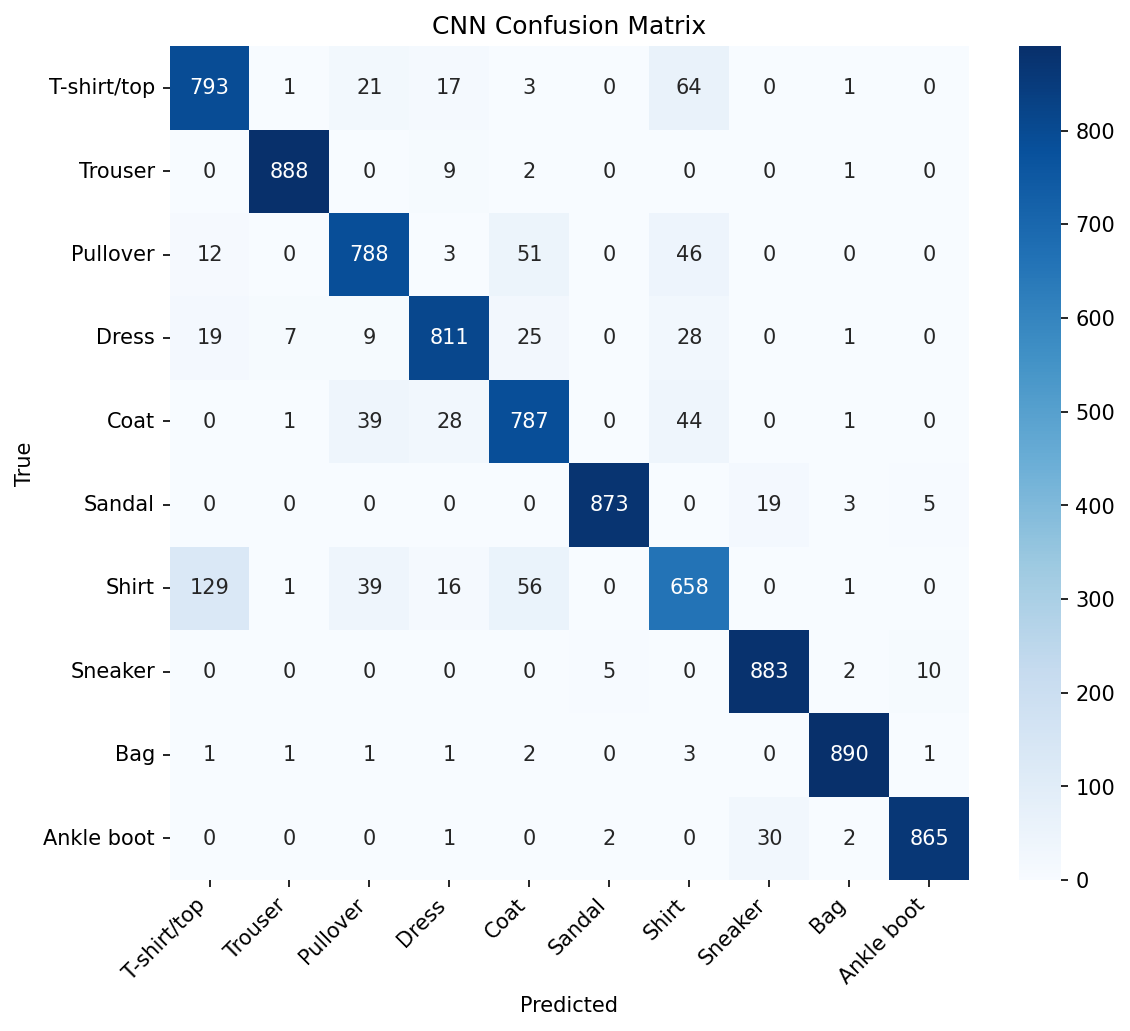 CNN Confusion Matrix
T-shirt/top 793 1 21 17 3 0 64 0 1 0
Trouser 0 888 0 9 2 0 0 0 1 0
Pullover 12 0 788 3 51 0 46 0 0 0
Dress 19 7 9 811 25 0 28 0 1 0
Coat 0 1 39 28 787 0 44 0 1 0
Sandal 0 0 0 0 0 873 0 19 3 5
Shirt 129 1 39 16 56 0 658 0 1 0
Sneaker 0 0 0 0 0 5 0 883 2 10
Bag 1 1 1 1 2 0 3 0 890 1
Ankle boot 0 0 0 1 0 2 0 30 2 865
True
T-shirt/top Trouser Pullover Dress Coat Sandal Shirt Sneaker Bag Ankle boot
Predicted
800
700
600
500
400
300
200
100
0